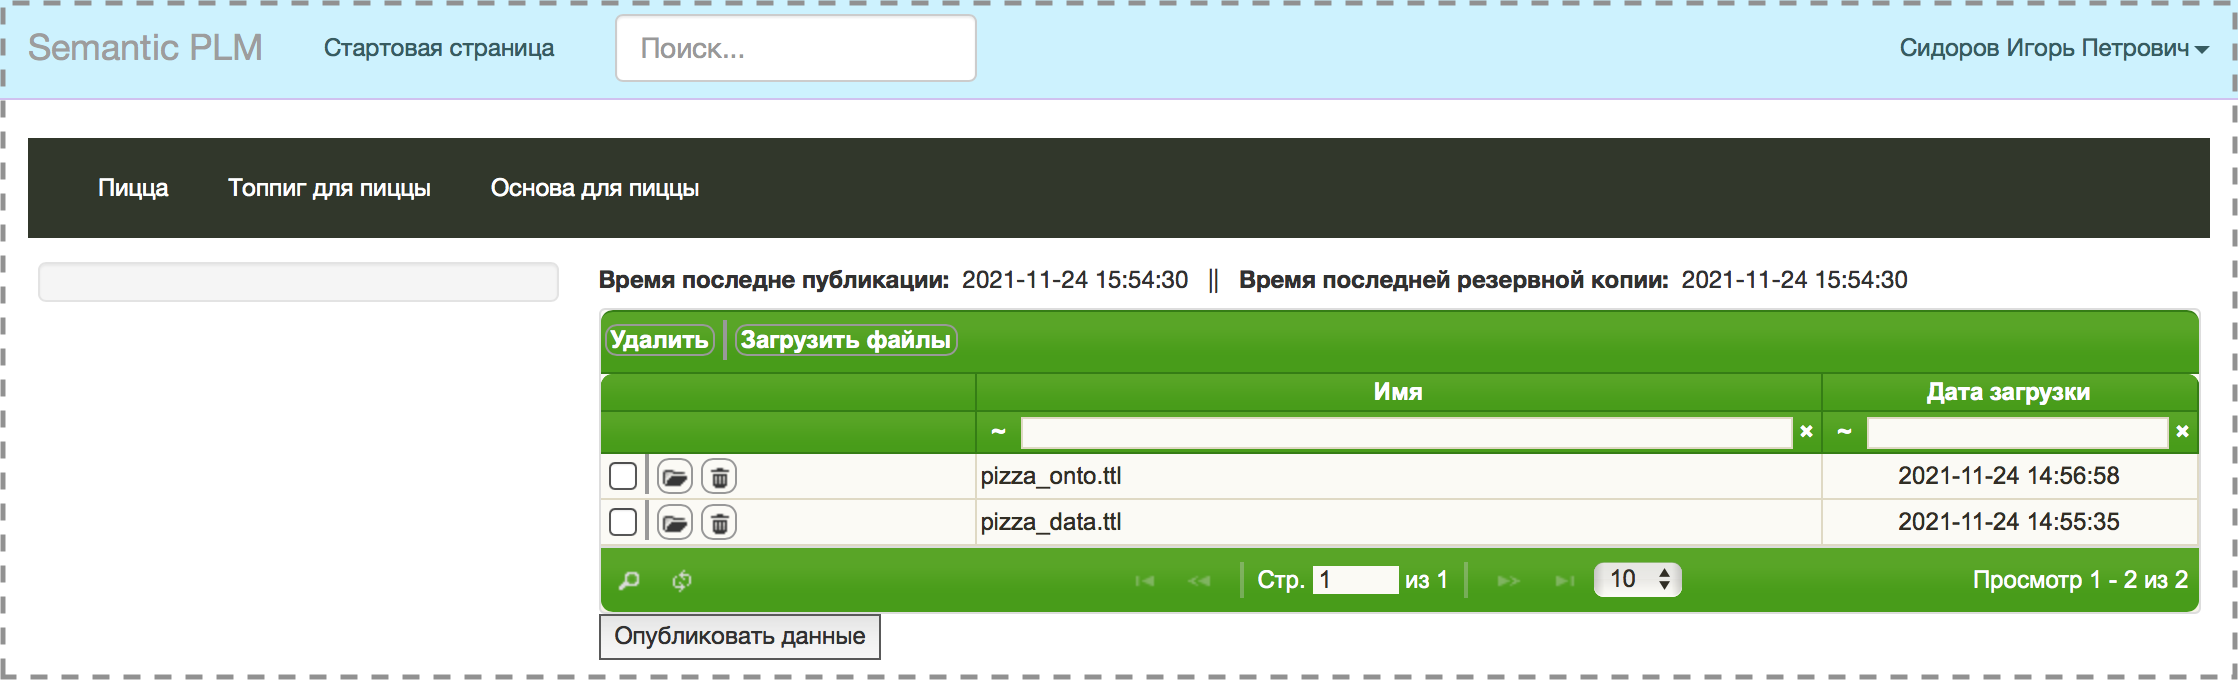 Semantic PLM Стартовая страница Поиск... Сидоров Игорь Петрович
Пицца Топпиг для пиццы Основа для пиццы
Время последне публикации: 2021-11-24 15:54:30 || Время последней резервной копии: 2021-11-24 15:54:30
Удалить Загрузить файлы
Имя Дата загрузки
~ × ~ ×
pizza_onto.ttl 2021-11-24 14:56:58
pizza_data.ttl 2021-11-24 14:55:35
Стр. 1 из 1 10 Просмотр 1 - 2 из 2
Опубликовать данные